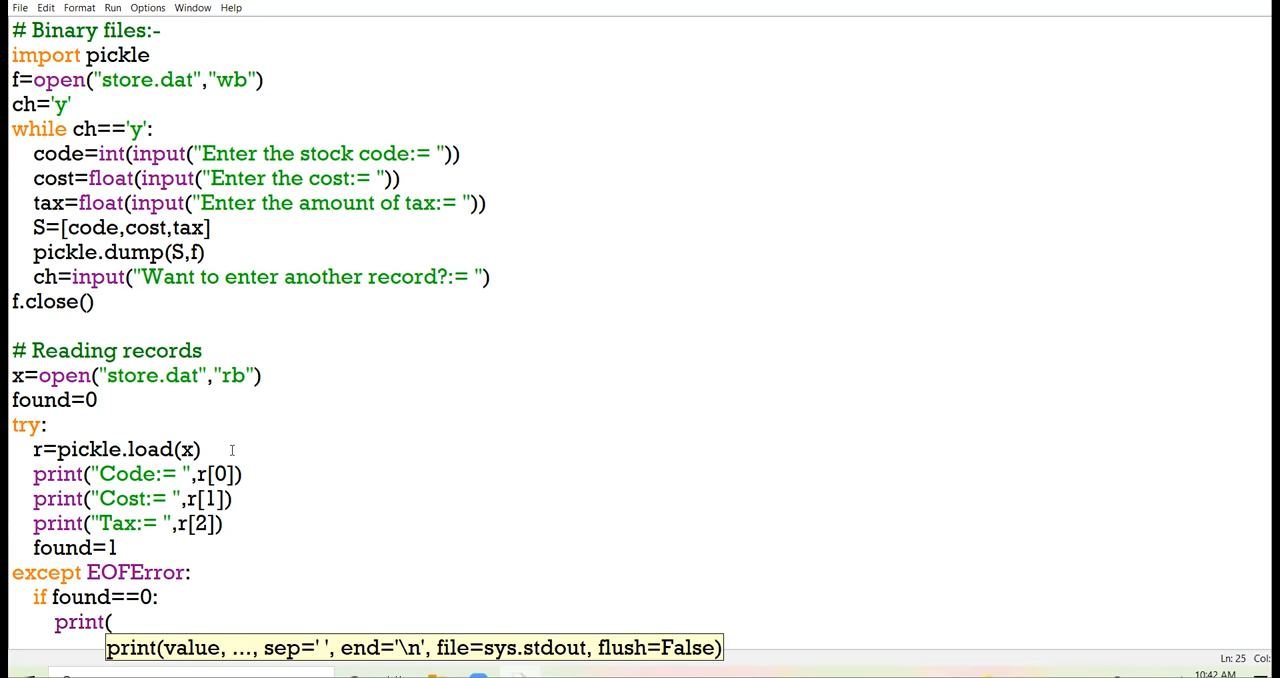 File Edit Format Run Options Window Help
# Binary files:-
import pickle
f=open("store.dat","wb")
ch='y'
while ch=='y':
    code=int(input("Enter the stock code:= "))
    cost=float(input("Enter the cost:= "))
    tax=float(input("Enter the amount of tax:= "))
    S=[code,cost,tax]
    pickle.dump(S,f)
    ch=input("Want to enter another record?:= ")
f.close()
# Reading records
x=open("store.dat","rb")
found=0
try:
    r=pickle.load(x)
    print("Code:= ",r[0])
    print("Cost:= ",r[1])
    print("Tax:= ",r[2])
    found=1
except EOFError:
    if found==0:
        print(
print(value, ..., sep=' ', end='\n', file=sys.stdout, flush=False)
Ln: 25 Col:
10:42 AM